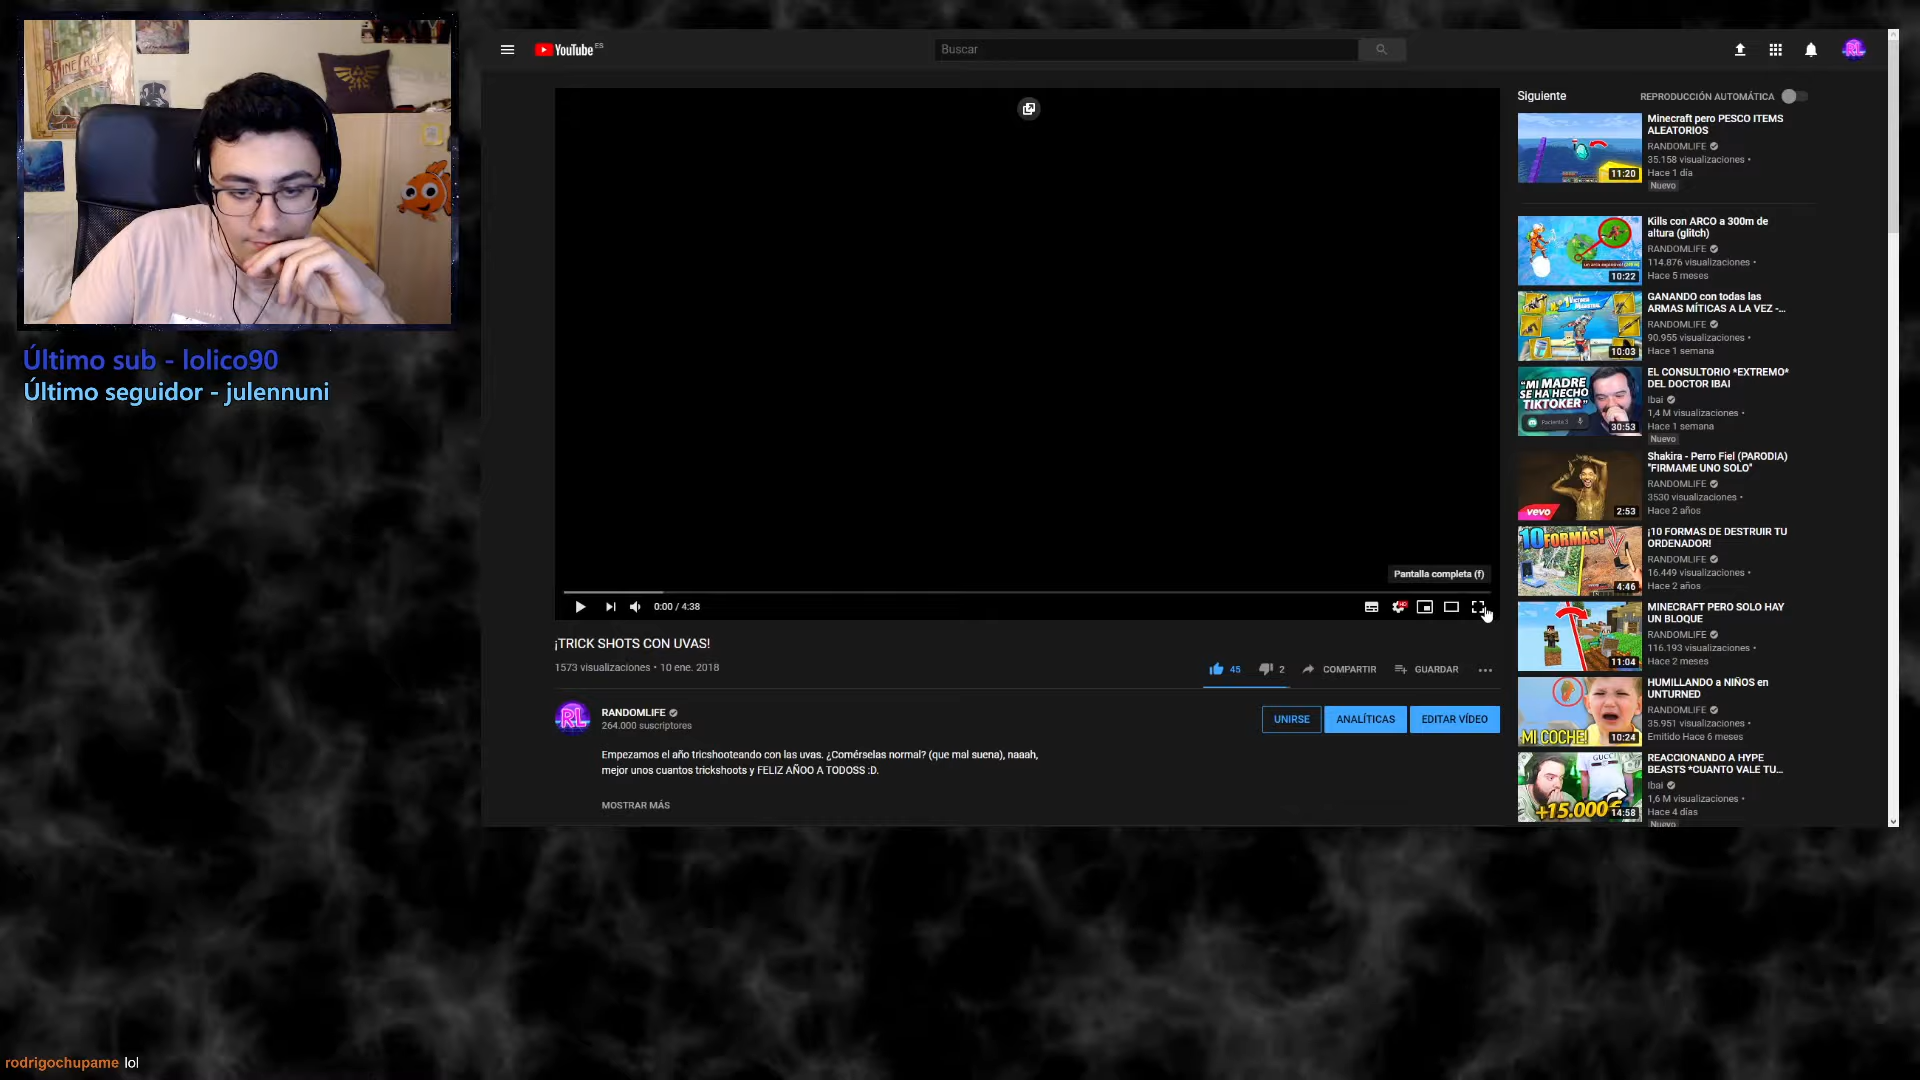 Último sub - lolico90
Último seguidor - julennuni
rodrigochupame lol
YouTube ES
Buscar
RL
Pantalla completa (f)
0:00 / 4:38
¡TRICK SHOTS CON UVAS!
1573 visualizaciones • 10 ene. 2018
45
2
COMPARTIR
GUARDAR
RL
RANDOMLIFE
264.000 suscriptores
UNIRSE
ANALÍTICAS
EDITAR VÍDEO
Empezamos el año tricshooteando con las uvas. ¿Comérselas normal? (que mal suena), naaah,
mejor unos cuantos trickshoots y FELIZ AÑOO A TODOSS :D.
MOSTRAR MÁS
Siguiente
REPRODUCCIÓN AUTOMÁTICA
11:20
Minecraft pero PESCO ITEMS
ALEATORIOS
RANDOMLIFE
35.158 visualizaciones •
Hace 1 día
Nuevo
10:22
Kills con ARCO a 300m de
altura (glitch)
RANDOMLIFE
114.876 visualizaciones •
Hace 5 meses
10:03
GANANDO con todas las
ARMAS MÍTICAS A LA VEZ -...
RANDOMLIFE
90.955 visualizaciones •
Hace 1 semana
"MI MADRE
SE HA HECHO
TIKTOKER"
30:53
EL CONSULTORIO *EXTREMO*
DEL DOCTOR IBAI
Ibai
1,4 M visualizaciones •
Hace 1 semana
Nuevo
vevo
2:53
Shakira - Perro Fiel (PARODIA)
"FIRMAME UNO SOLO"
RANDOMLIFE
3530 visualizaciones •
Hace 2 años
10 FORMAS!
4:46
¡10 FORMAS DE DESTRUIR TU
ORDENADOR!
RANDOMLIFE
16.449 visualizaciones •
Hace 2 años
11:04
MINECRAFT PERO SOLO HAY
UN BLOQUE
RANDOMLIFE
116.193 visualizaciones •
Hace 2 meses
MI COCHE!
10:24
HUMILLANDO a NIÑOS en
UNTURNED
RANDOMLIFE
35.951 visualizaciones •
Emitido Hace 6 meses
GUCCI
+15.000€
14:58
REACCIONANDO A HYPE
BEASTS *CUANTO VALE TU...
Ibai
1,6 M visualizaciones •
Hace 4 días
Nuevo